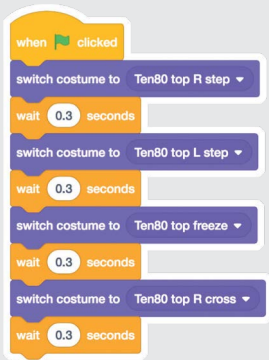 when clicked
switch costume to Ten80 top R step
wait 0.3 seconds
switch costume to Ten80 top L step
wait 0.3 seconds
switch costume to Ten80 top freeze
wait 0.3 seconds
switch costume to Ten80 top R cross
wait 0.3 seconds